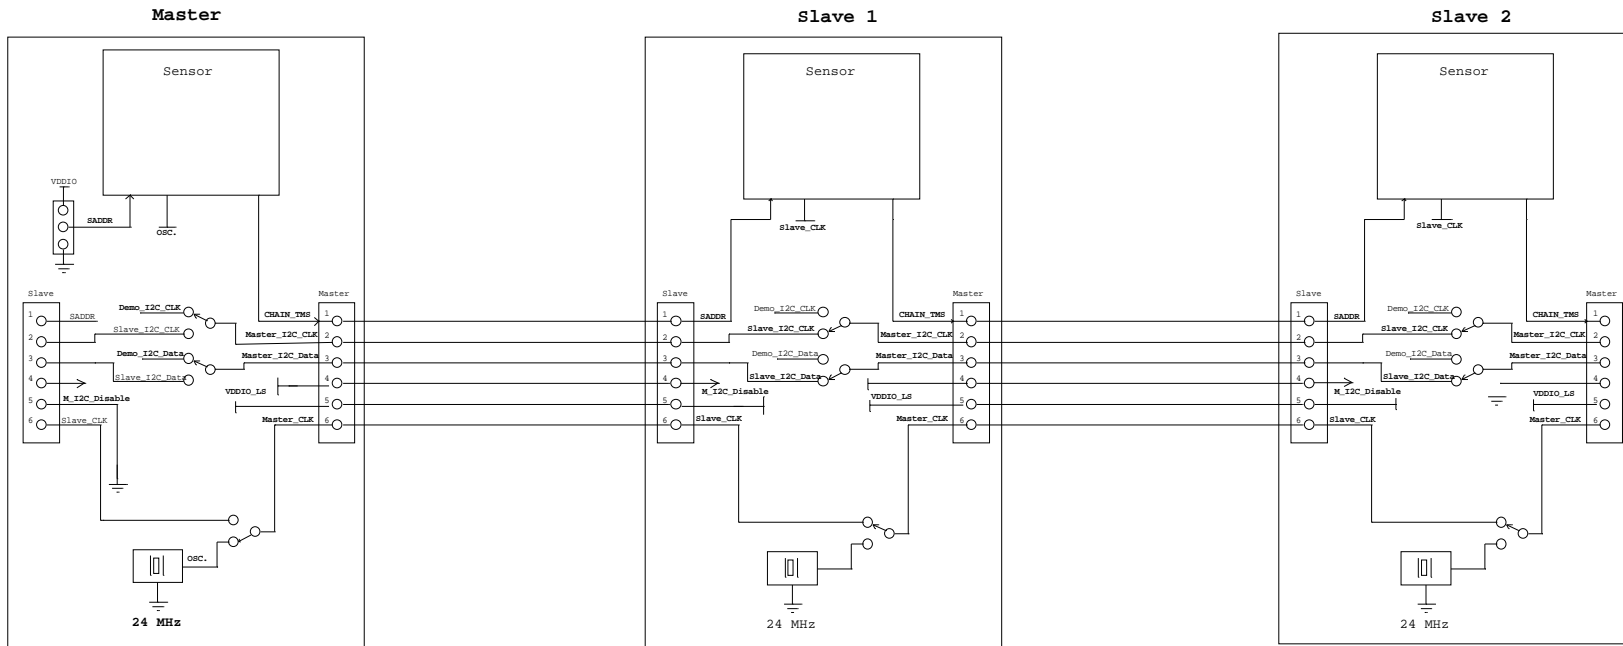 Master
Sensor
VDDIO
SADDR
OSC.
Slave
Master
1
SADDR
Demo_I2C_CLK
CHAIN_TMS
1
2
Slave_I2C_CLK
Master_I2C_CLK
2
3
Demo_I2C_Data
Master_I2C_Data
3
4
Slave_I2C_Data
VDDIO_LS
4
5
M_I2C_Disable
5
6
Slave_CLK
Master_CLK
6
OSC.
24 MHz
Slave 1
Sensor
Slave_CLK
Slave
Master
1
SADDR
Demo_I2C_CLK
CHAIN_TMS
1
2
Slave_I2C_CLK
Master_I2C_CLK
2
3
Demo_I2C_Data
Master_I2C_Data
3
4
Slave_I2C_Data
4
M_I2C_Disable
VDDIO_LS
5
5
6
Slave_CLK
Master_CLK
6
24 MHz
Slave 2
Sensor
Slave_CLK
Slave
Master
1
SADDR
Demo_I2C_CLK
CHAIN_TMS
1
2
Slave_I2C_CLK
Master_I2C_CLK
2
3
Demo_I2C_Data
Master_I2C_Data
3
4
Slave_I2C_Data
4
M_I2C_Disable
VDDIO_LS
5
5
6
Slave_CLK
Master_CLK
6
24 MHz